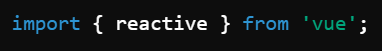 import { reactive } from 'vue';